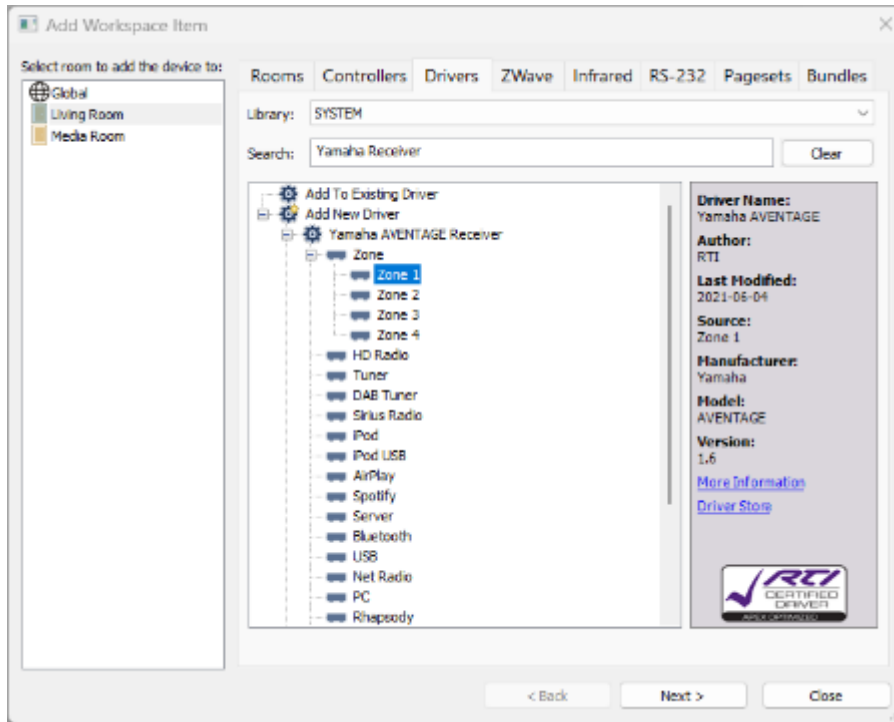 Add Workspace Item
Select room to add the device to:
Global
Living Room
Media Room
Rooms Controllers Drivers ZWave Infrared RS-232 Pagesets Bundles
Library: SYSTEM
Search: Yamaha Receiver Clear
Add To Existing Driver
Add New Driver
Yamaha AVENTAGE Receiver
Zone
Zone 1
Zone 2
Zone 3
Zone 4
HD Radio
Tuner
DAB Tuner
Sirius Radio
iPod
iPod USB
AirPlay
Spotify
Server
Bluetooth
USB
Net Radio
PC
Rhapsody
Driver Name:
Yamaha AVENTAGE
Author:
RTI
Last Modified:
2021-06-04
Source:
Zone 1
Manufacturer:
Yamaha
Model:
AVENTAGE
Version:
1.6
More Information
Driver Store
RTI
CERTIFIED
DRIVER
APEX OPTIMIZED
< Back Next > Close